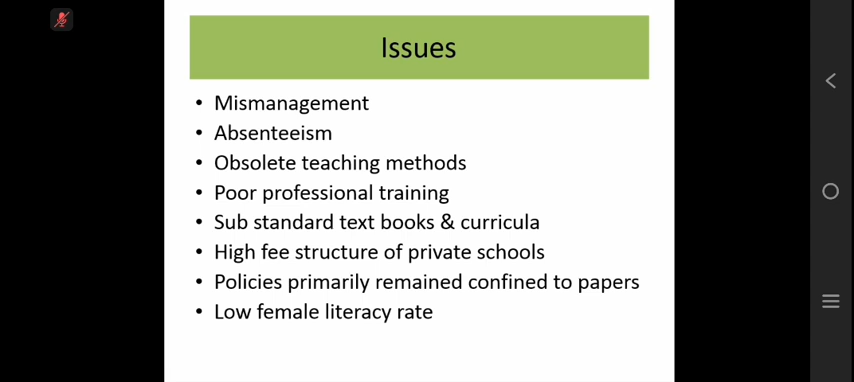 Issues
• Mismanagement
• Absenteeism
• Obsolete teaching methods
• Poor professional training
• Sub standard text books & curricula
• High fee structure of private schools
• Policies primarily remained confined to papers
• Low female literacy rate